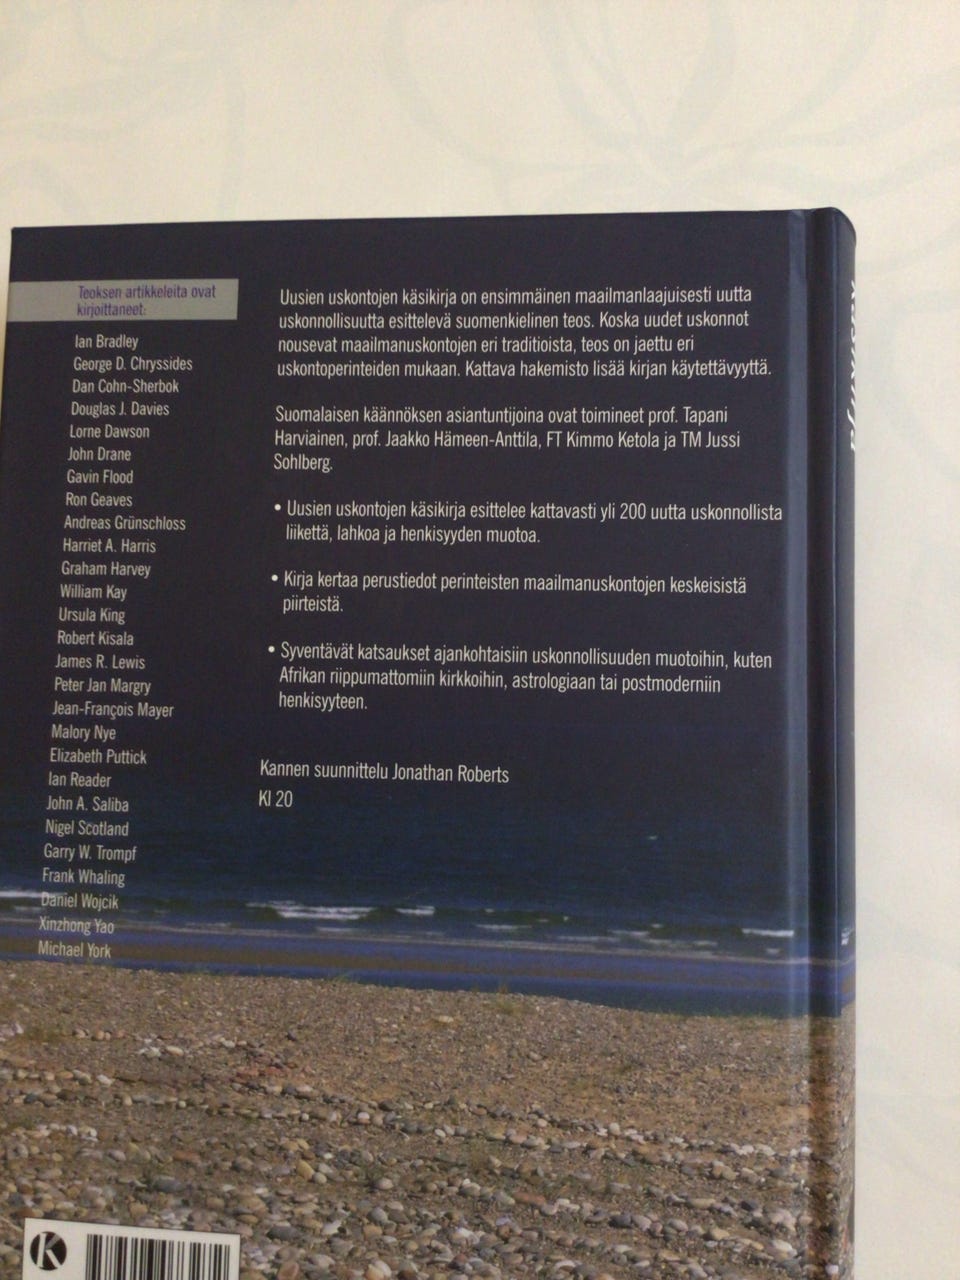 Teoksen artikkeleita ovat
kirjoittaneet:
Ian Bradley
George D. Chryssides
Dan Cohn-Sherbok
Douglas J. Davies
Lorne Dawson
John Drane
Gavin Flood
Ron Geaves
Andreas Grünschloss
Harriet A. Harris
Graham Harvey
William Kay
Ursula King
Robert Kisala
James R. Lewis
Peter Jan Margry
Jean-François Mayer
Malory Nye
Elizabeth Puttick
Ian Reader
John A. Saliba
Nigel Scotland
Garry W. Trompf
Frank Whaling
Daniel Wojcik
Xinzhong Yao
Michael York
Uusien uskontojen käsikirja on ensimmäinen maailmanlaajuisesti uutta
uskonnollisuutta esittelevä suomenkielinen teos. Koska uudet uskonnot
nousevat maailmanuskontojen eri traditioista, teos on jaettu eri
uskontoperinteiden mukaan. Kattava hakemisto lisää kirjan käytettävyyttä.
Suomalaisen käännöksen asiantuntijoina ovat toimineet prof. Tapani
Harviainen, prof. Jaakko Hämeen-Anttila, FT Kimmo Ketola ja TM Jussi
Sohlberg.
• Uusien uskontojen käsikirja esittelee kattavasti yli 200 uutta uskonnollista
liikettä, lahkoa ja henkisyyden muotoa.
• Kirja kertaa perustiedot perinteisten maailmanuskontojen keskeisistä
piirteistä.
• Syventävät katsaukset ajankohtaisiin uskonnollisuuden muotoihin, kuten
Afrikan riippumattomiin kirkkoihin, astrologiaan tai postmoderniin
henkisyyteen.
Kannen suunnittelu Jonathan Roberts
Kl 20
K